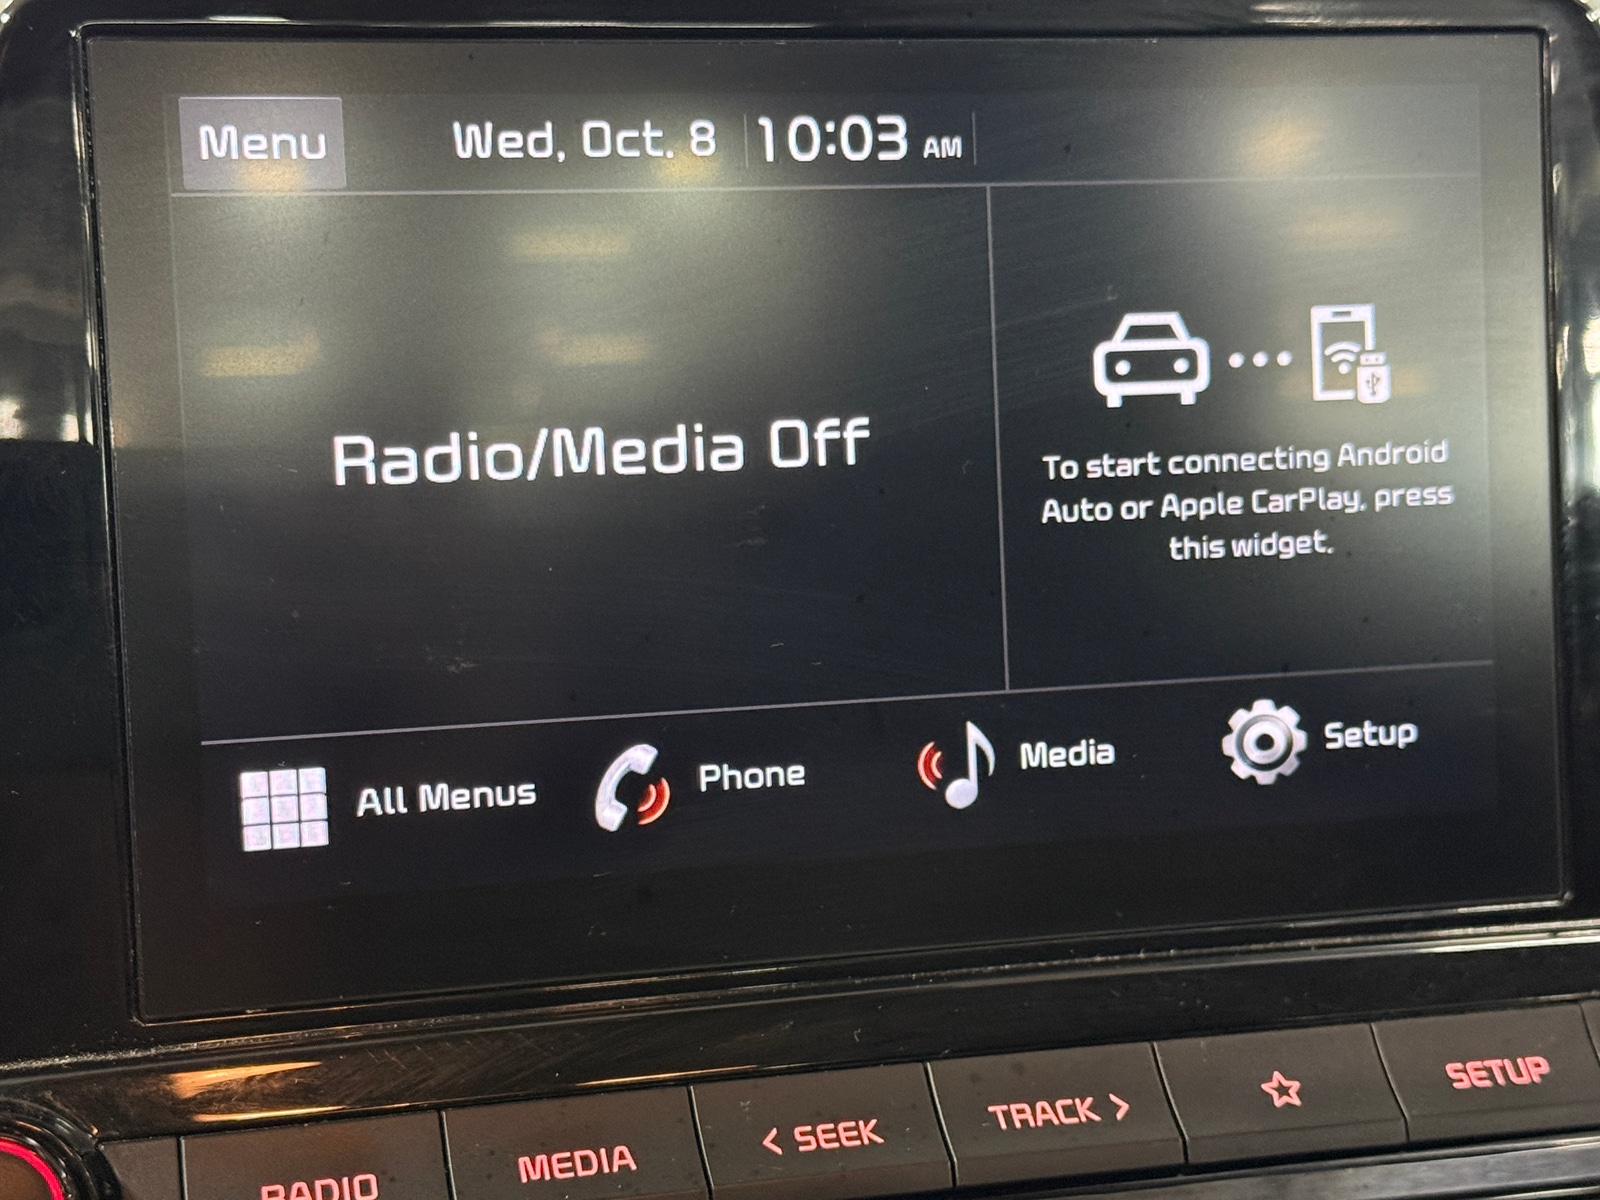 Menu
Wed, Oct. 8
10:03 AM
Radio/Media Off
To start connecting Android
Auto or Apple CarPlay, press
this widget.
All Menus
Phone
Media
Setup
RADIO
MEDIA
< SEEK
TRACK >
SETUP